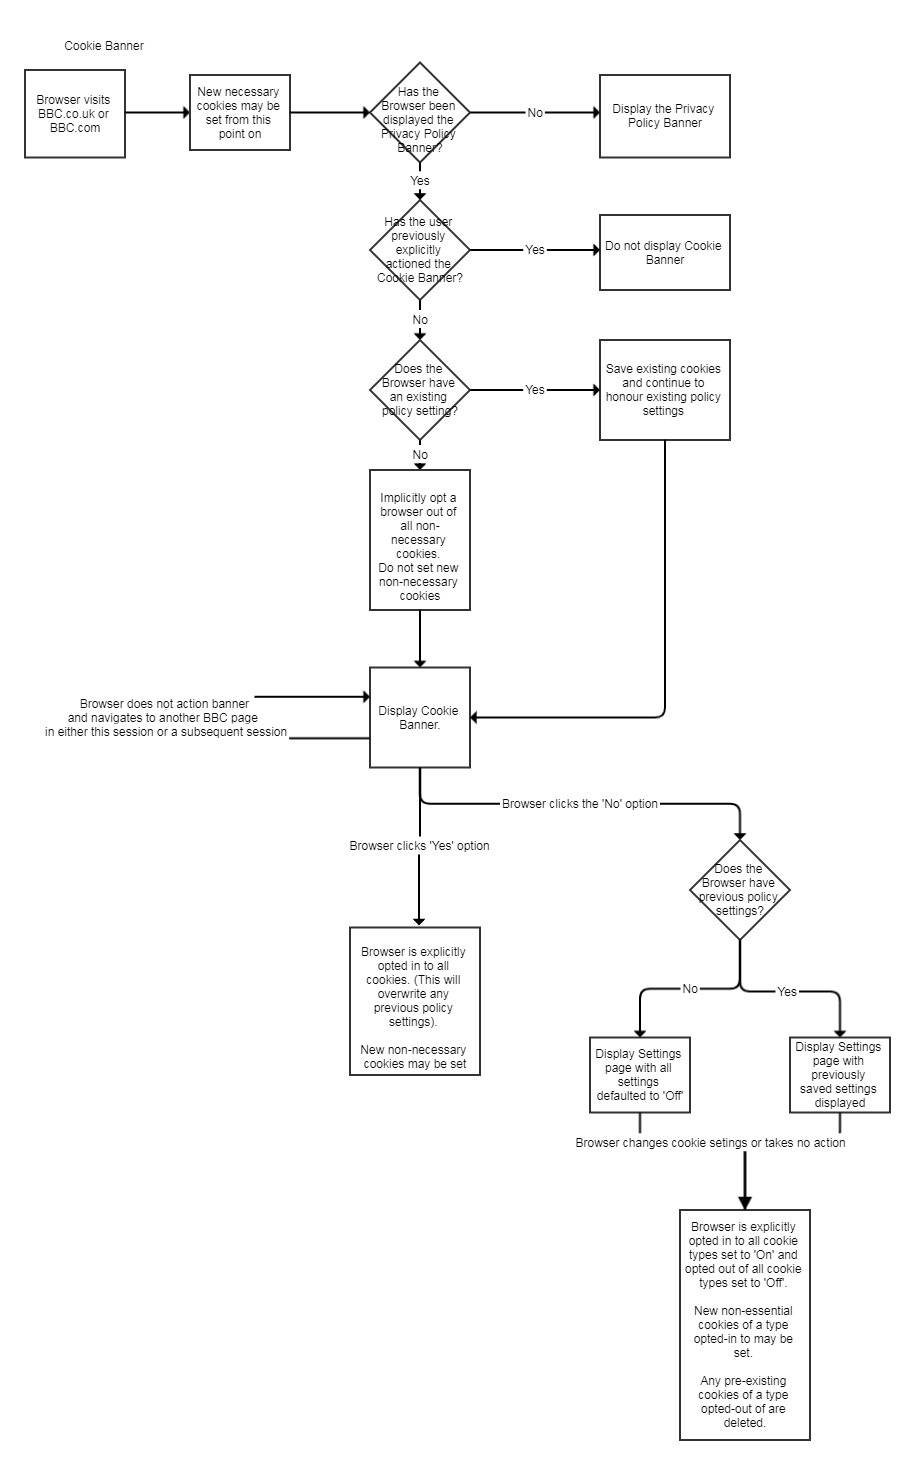 Cookie Banner
Browser visits
BBC.co.uk or
BBC.com
New necessary
cookies may be
set from this
point on
Has the
Browser been
displayed the
Privacy Policy
Banner?
No
Display the Privacy
Policy Banner
Yes
Has the user
previously
explicitly
actioned the
Cookie Banner?
Yes
Do not display Cookie
Banner
No
Does the
Browser have
an existing
policy setting?
Yes
Save existing cookies
and continue to
honour existing policy
settings
No
Implicitly opt a
browser out of
all non-
necessary
cookies.
Do not set new
non-necessary
cookies
Browser does not action banner
and navigates to another BBC page
in either this session or a subsequent session
Display Cookie
Banner.
Browser clicks the 'No' option
Browser clicks 'Yes' option
Does the
Browser have
previous policy
settings?
Browser is explicitly
opted in to all
cookies. (This will
overwrite any
previous policy
settings).
New non-necessary
cookies may be set
No
Yes
Display Settings
page with all
settings
defaulted to 'Off'
Display Settings
page with
previously
saved settings
displayed
Browser changes cookie setings or takes no action
Browser is explicitly
opted in to all cookie
types set to 'On' and
opted out of all cookie
types set to 'Off'.
New non-essential
cookies of a type
opted-in to may be
set.
Any pre-existing
cookies of a type
opted-out of are
deleted.